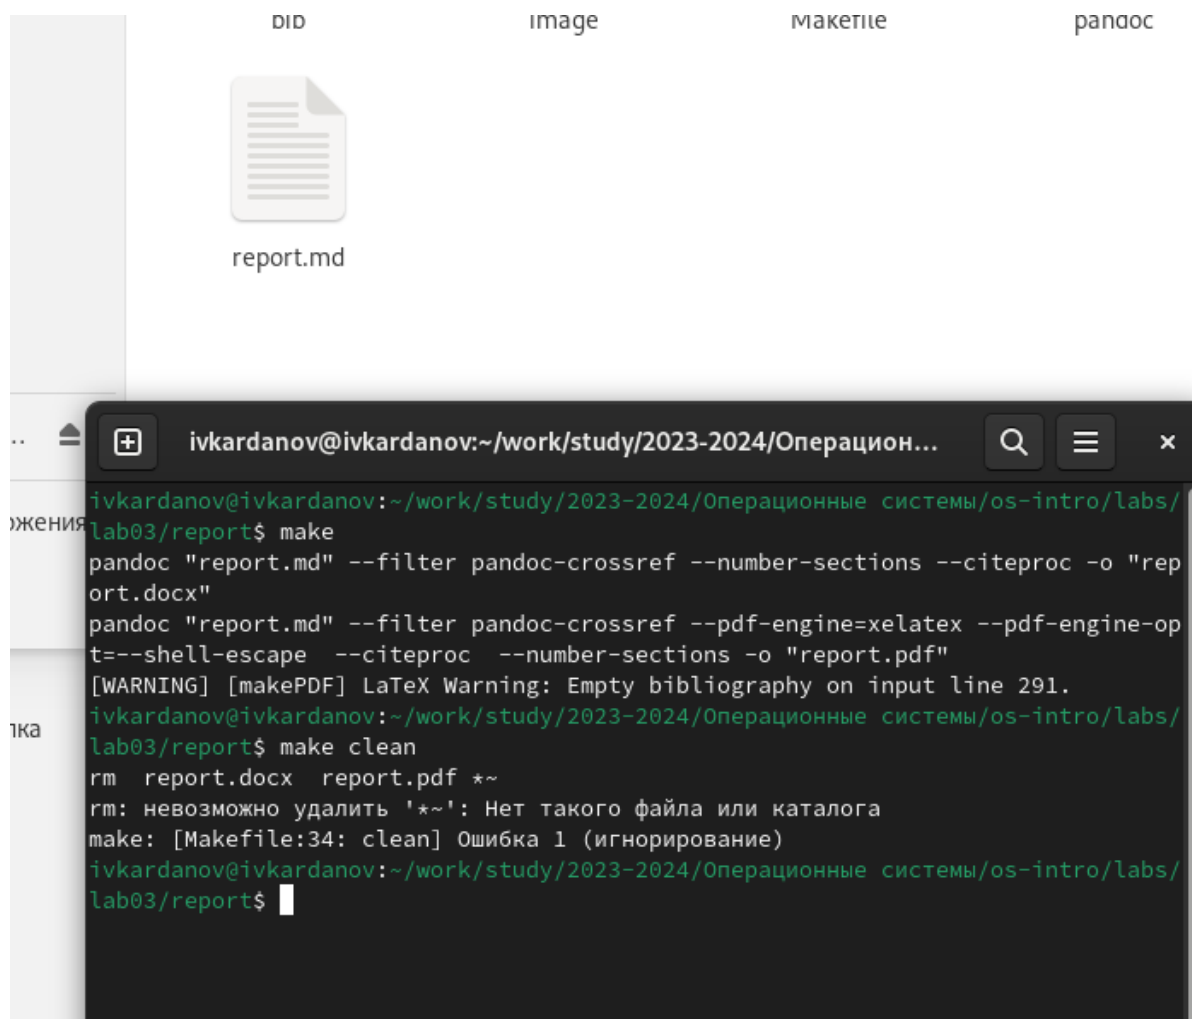 bib image Makefile pandoc
report.md
..
ivkardanov@ivkardanov:~/work/study/2023-2024/Операцион...
ivkardanov@ivkardanov:~/work/study/2023-2024/Операционные системы/os-intro/labs/
lab03/report$ make
pandoc "report.md" --filter pandoc-crossref --number-sections --citeproc -o "rep
ort.docx"
pandoc "report.md" --filter pandoc-crossref --pdf-engine=xelatex --pdf-engine-op
t=--shell-escape  --citeproc  --number-sections -o "report.pdf"
[WARNING] [makePDF] LaTeX Warning: Empty bibliography on input line 291.
ivkardanov@ivkardanov:~/work/study/2023-2024/Операционные системы/os-intro/labs/
lab03/report$ make clean
rm  report.docx  report.pdf *~
rm: невозможно удалить '*~': Нет такого файла или каталога
make: [Makefile:34: clean] Ошибка 1 (игнорирование)
ivkardanov@ivkardanov:~/work/study/2023-2024/Операционные системы/os-intro/labs/
lab03/report$